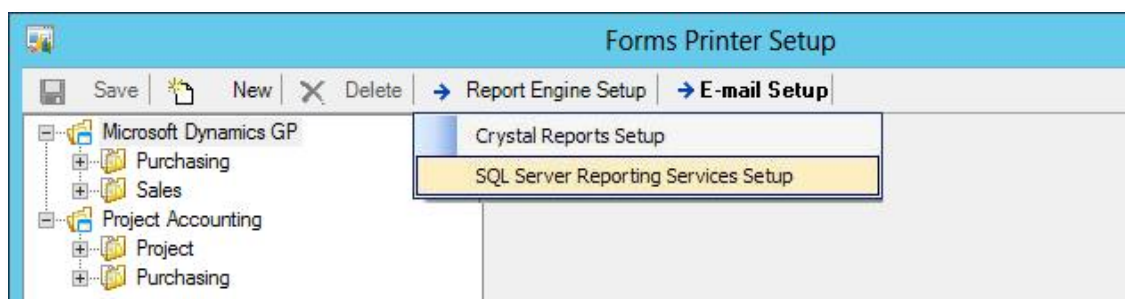 Forms Printer Setup
Save New Delete Report Engine Setup E-mail Setup
Microsoft Dynamics GP
Purchasing
Sales
Project Accounting
Project
Purchasing
Crystal Reports Setup
SQL Server Reporting Services Setup